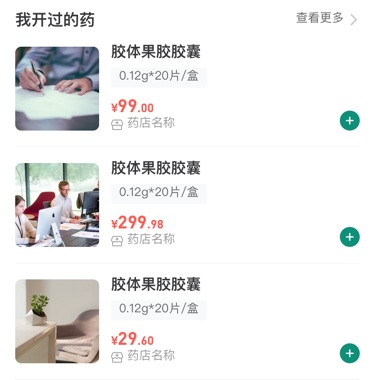 我开过的药
查看更多
胶体果胶胶囊
0.12g*20片/盒
¥99.00
药店名称
胶体果胶胶囊
0.12g*20片/盒
¥299.98
药店名称
胶体果胶胶囊
0.12g*20片/盒
¥29.60
药店名称